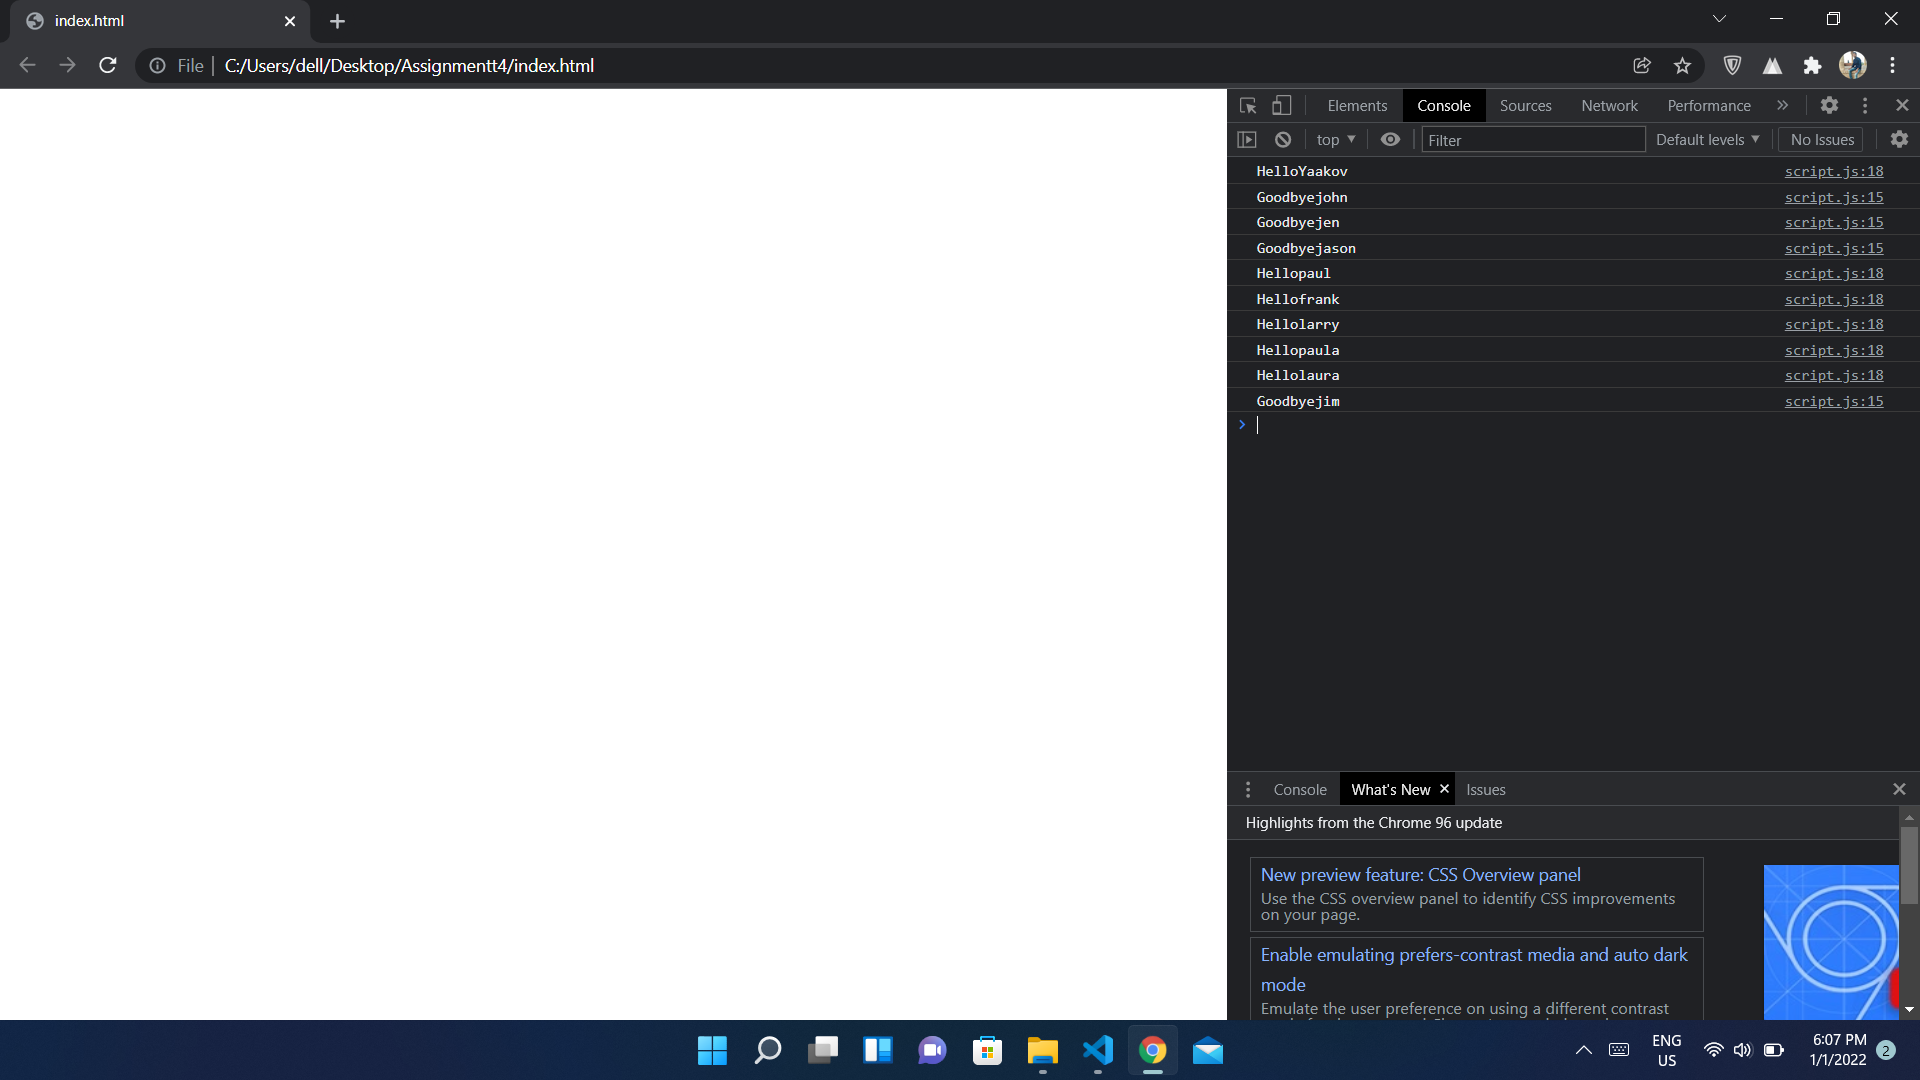 index.html
File
C:/Users/dell/Desktop/Assignmentt4/index.html
Elements Console Sources Network Performance
top Filter Default levels No Issues
HelloYaakov script.js:18
Goodbyejohn script.js:15
Goodbyejen script.js:15
Goodbyejason script.js:15
Hellopaul script.js:18
Hellofrank script.js:18
Hellolarry script.js:18
Hellopaula script.js:18
Hellolaura script.js:18
Goodbyejim script.js:15
Console What's New Issues
Highlights from the Chrome 96 update
New preview feature: CSS Overview panel
Use the CSS overview panel to identify CSS improvements
on your page.
Enable emulating prefers-contrast media and auto dark
mode
Emulate the user preference on using a different contrast
ENG
US
6:07 PM
1/1/2022
2